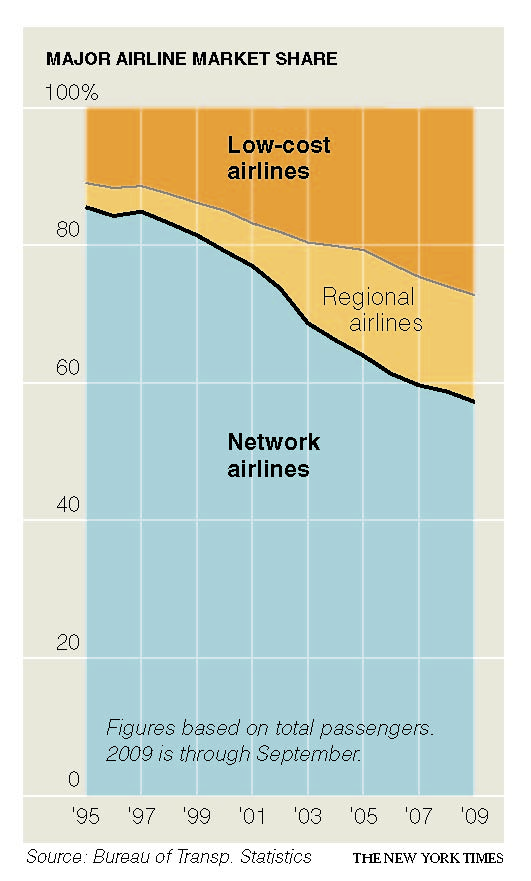 MAJOR AIRLINE MARKET SHARE
100%
Low-cost
airlines
80
Regional
airlines
60
Network
airlines
40
20
Figures based on total passengers.
2009 is through September.
0
'95 '97 '99 '01 '03 '05 '07 '09
Source: Bureau of Transp. Statistics THE NEW YORK TIMES